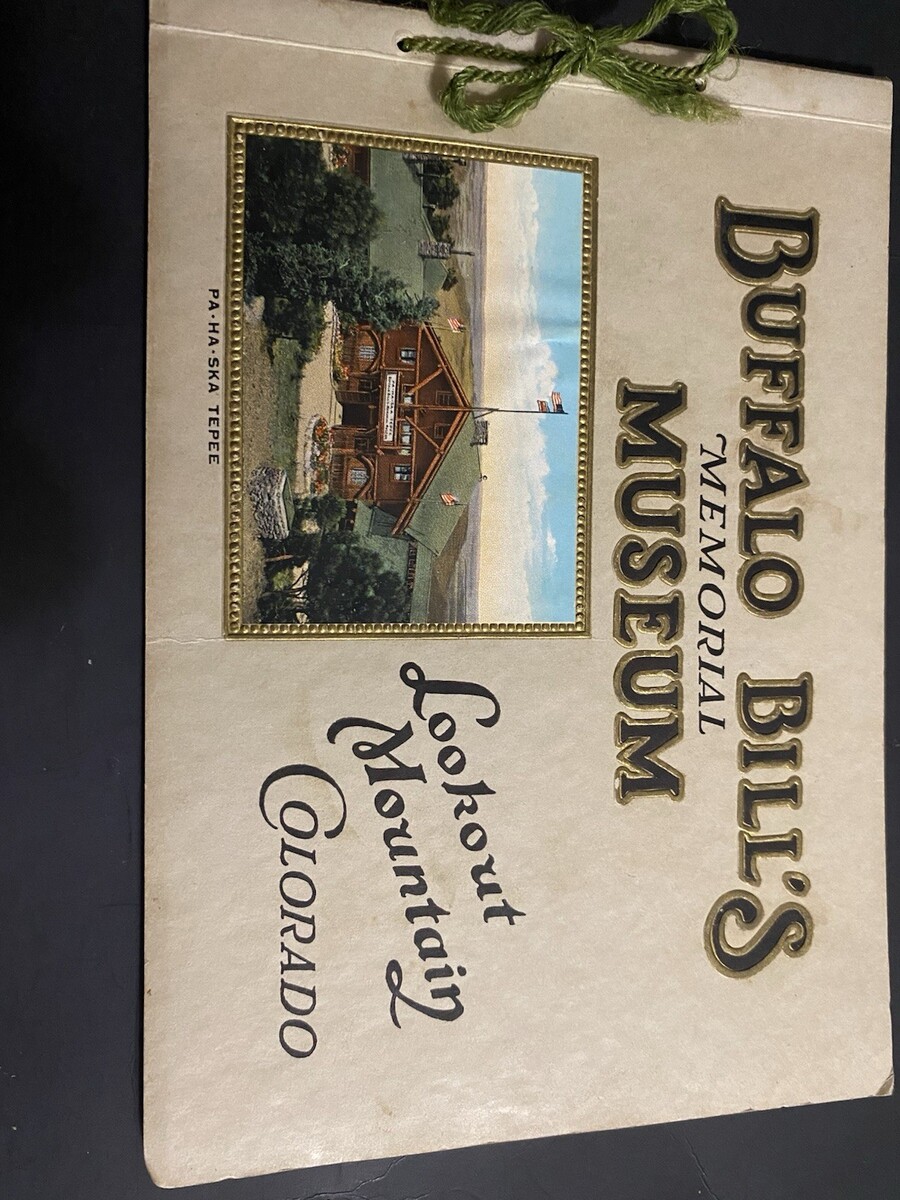 BUFFALO BILL'S
MEMORIAL
MUSEUM
PA·HA·SKA TEPEE
Lookout
Mountain
COLORADO